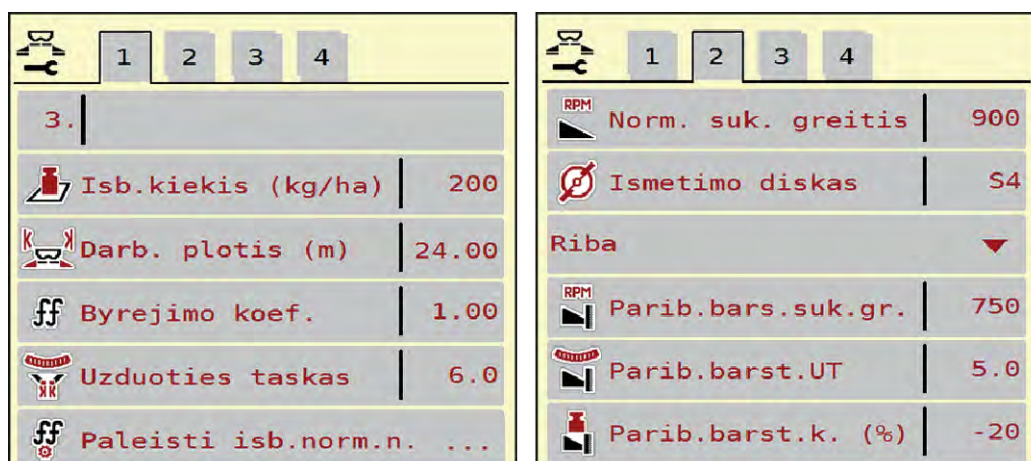 1 2 3 4
3.
Isb.kiekis (kg/ha) 200
Darb. plotis (m) 24.00
ff Byrejimo koef. 1.00
Uzduoties taskas 6.0
ff Paleisti isb.norm.n. ...
1 2 3 4
RPM Norm. suk. greitis 900
Ismetimo diskas S4
Riba
RPM Parib.bars.suk.gr. 750
Parib.barst.UT 5.0
Parib.barst.k. (%) -20